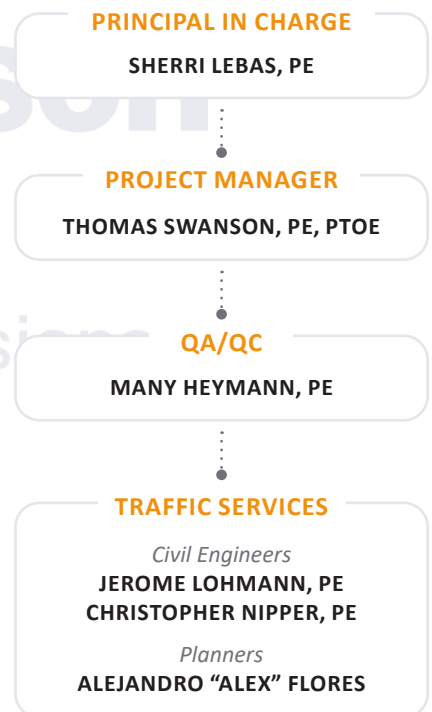 PRINCIPAL IN CHARGE
SHERRI LEBAS, PE
PROJECT MANAGER
THOMAS SWANSON, PE, PTOE
QA/QC
MANY HEYMANN, PE
TRAFFIC SERVICES
Civil Engineers
JEROME LOHMANN, PE
CHRISTOPHER NIPPER, PE
Planners
ALEJANDRO “ALEX” FLORES